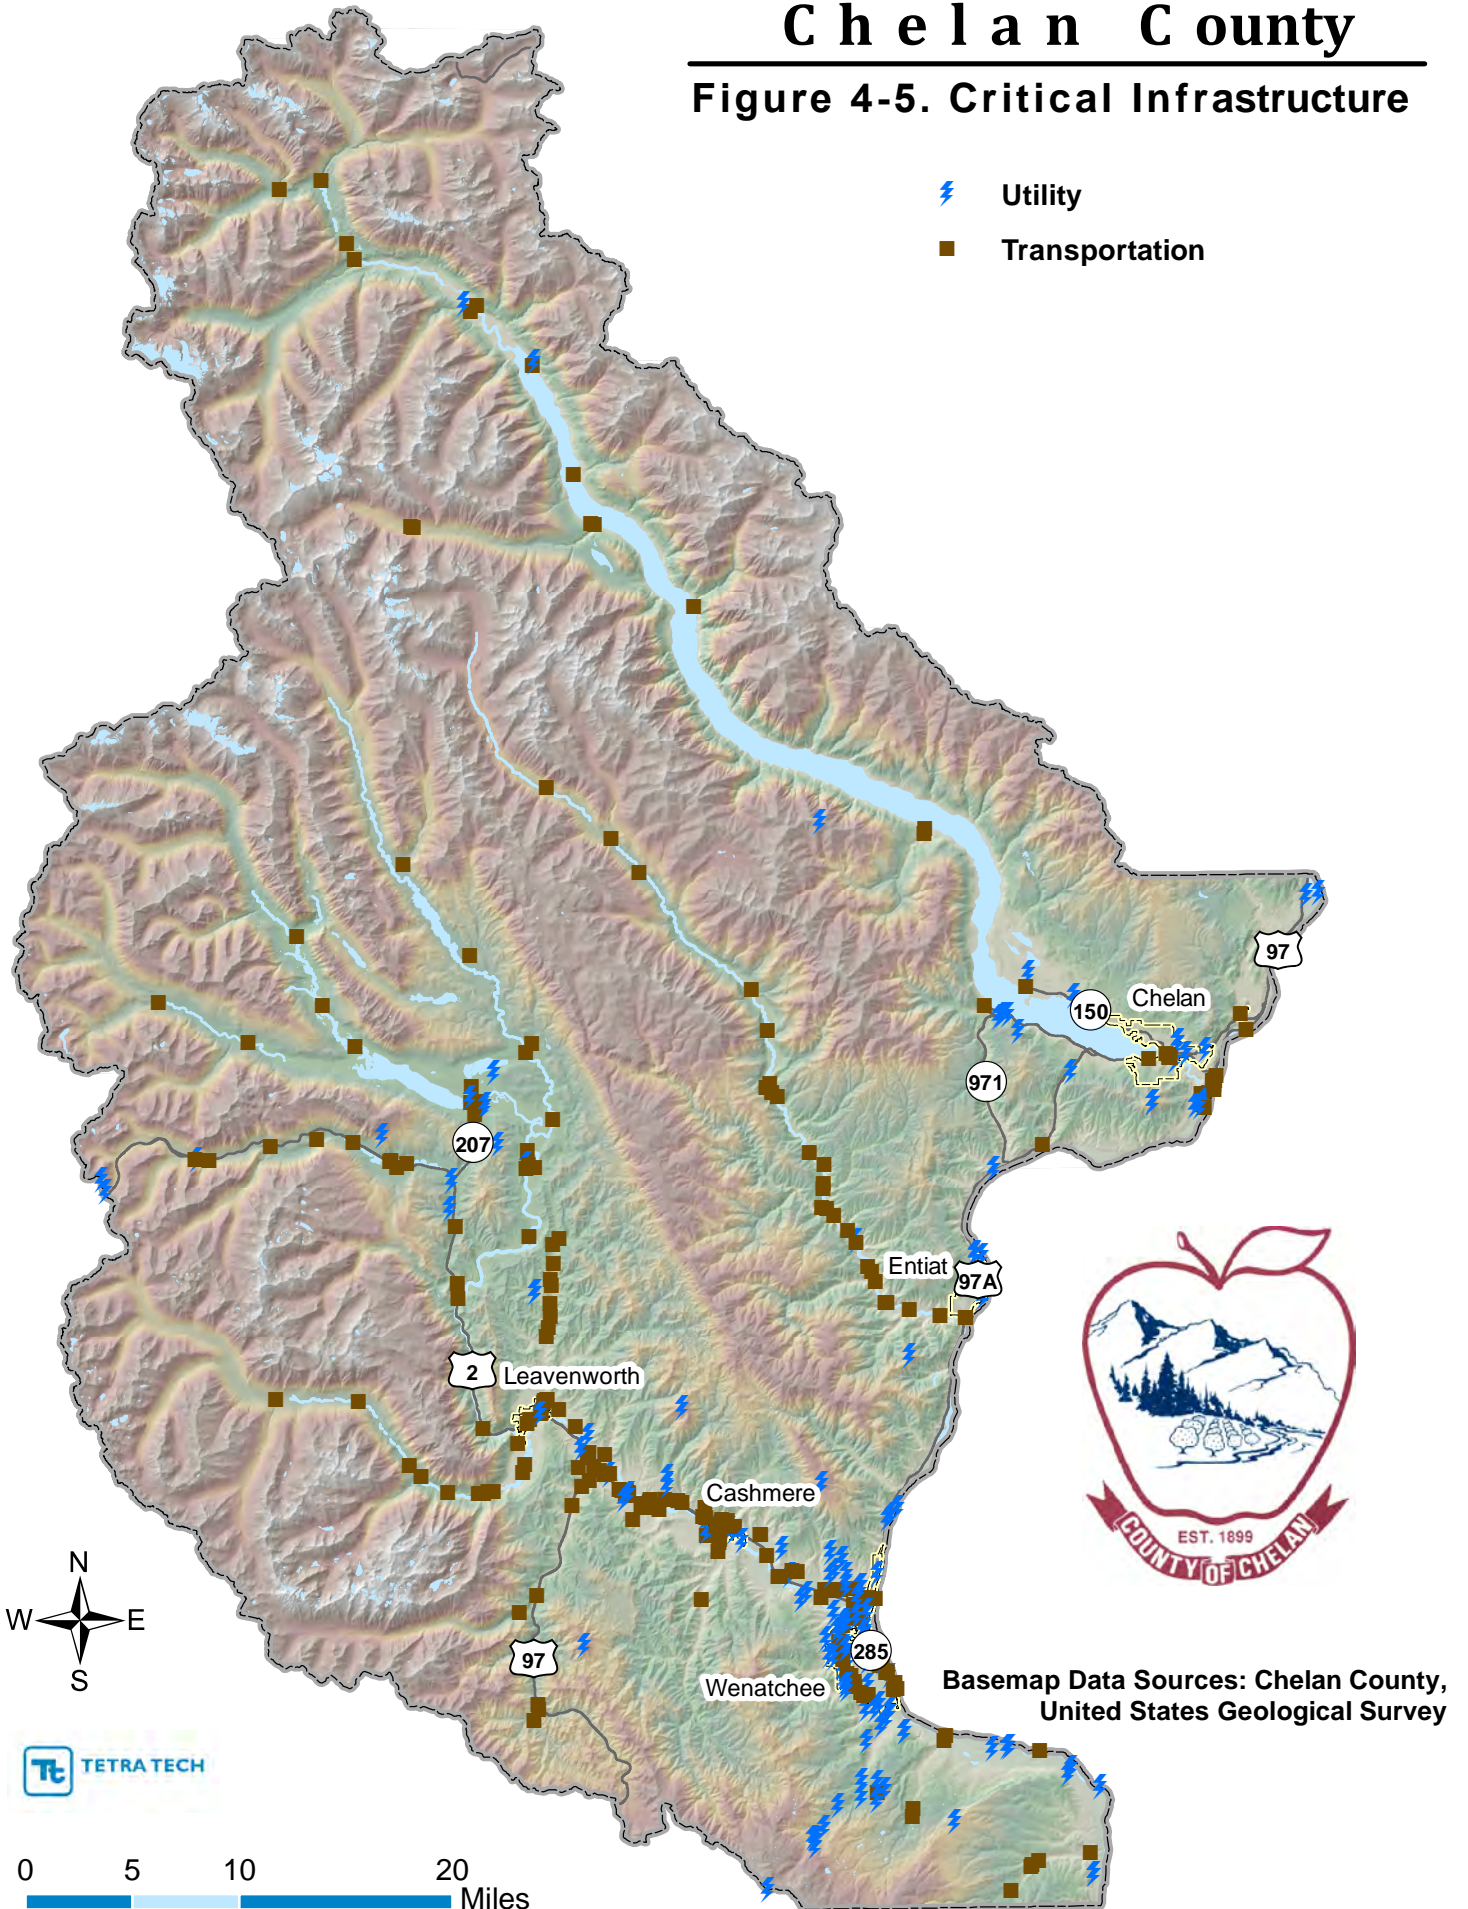 Chelan County
Figure 4-5. Critical Infrastructure
Utility
Transportation
97
Chelan
150
971
207
Entiat
97A
2
Leavenworth
Cashmere
EST. 1899
COUNTY OF CHELAN
N
W E
S
285
97
Wenatchee
Basemap Data Sources: Chelan County,
United States Geological Survey
Tt TETRA TECH
0 5 10 20
Miles